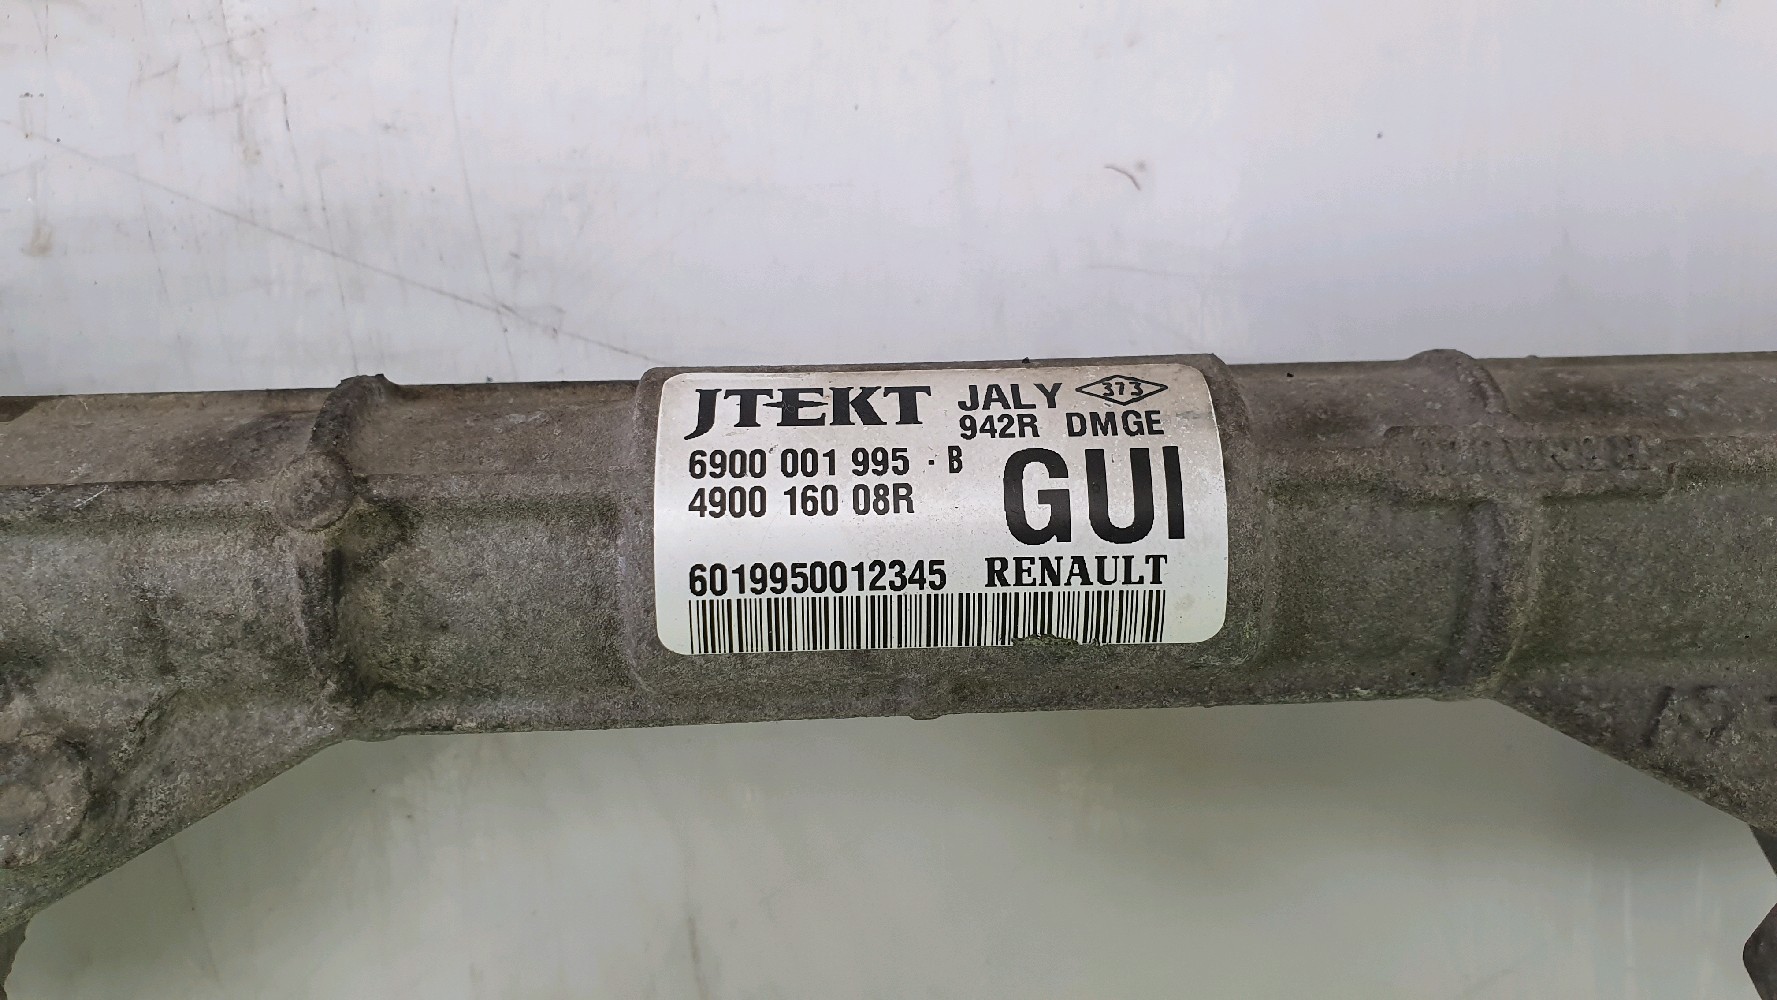 JTEKT JALY 373
942R DMGE
6900 001 995 - B
4900 160 08R
GUI
6019950012345 RENAULT